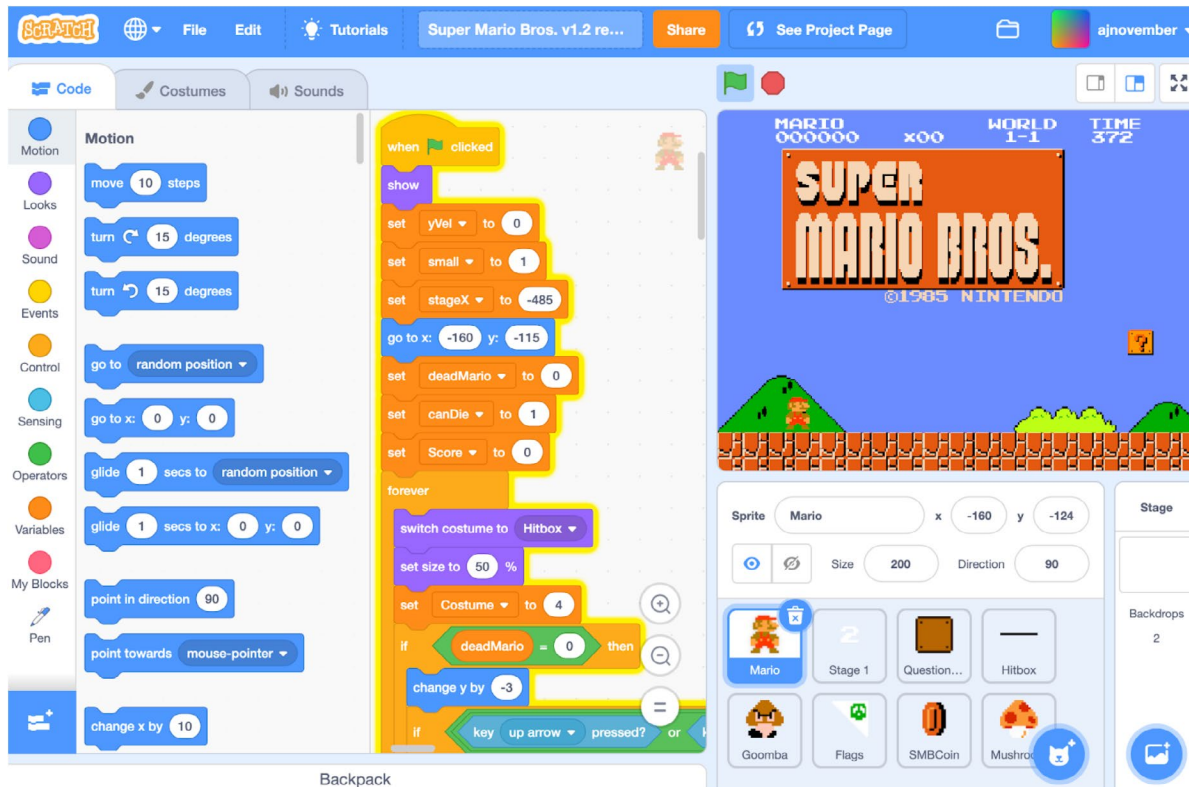 SCRATCH File Edit Tutorials Super Mario Bros. v1.2 re... Share See Project Page ajnovember
Code Costumes Sounds
Motion
Looks
Sound
Events
Control
Sensing
Operators
Variables
My Blocks
Pen
Motion
move 10 steps
turn 15 degrees
turn 15 degrees
go to random position
go to x: 0 y: 0
glide 1 secs to random position
glide 1 secs to x: 0 y: 0
point in direction 90
point towards mouse-pointer
change x by 10
when clicked
show
set yVel to 0
set small to 1
set stageX to -485
go to x: -160 y: -115
set deadMario to 0
set canDie to 1
set Score to 0
forever
switch costume to Hitbox
set size to 50 %
set Costume to 4
if deadMario = 0 then
change y by -3
if key up arrow pressed? or
=
Backpack
MARIO WORLD TIME
000000 x00 1-1 372
SUPER
MARIO BROS.
©1985 NINTENDO
?
Sprite Mario x -160 y -124
Size 200 Direction 90
Mario
2
Stage 1
Question...
Hitbox
Goomba
Flags
SMBCoin
Stage
Backdrops
2